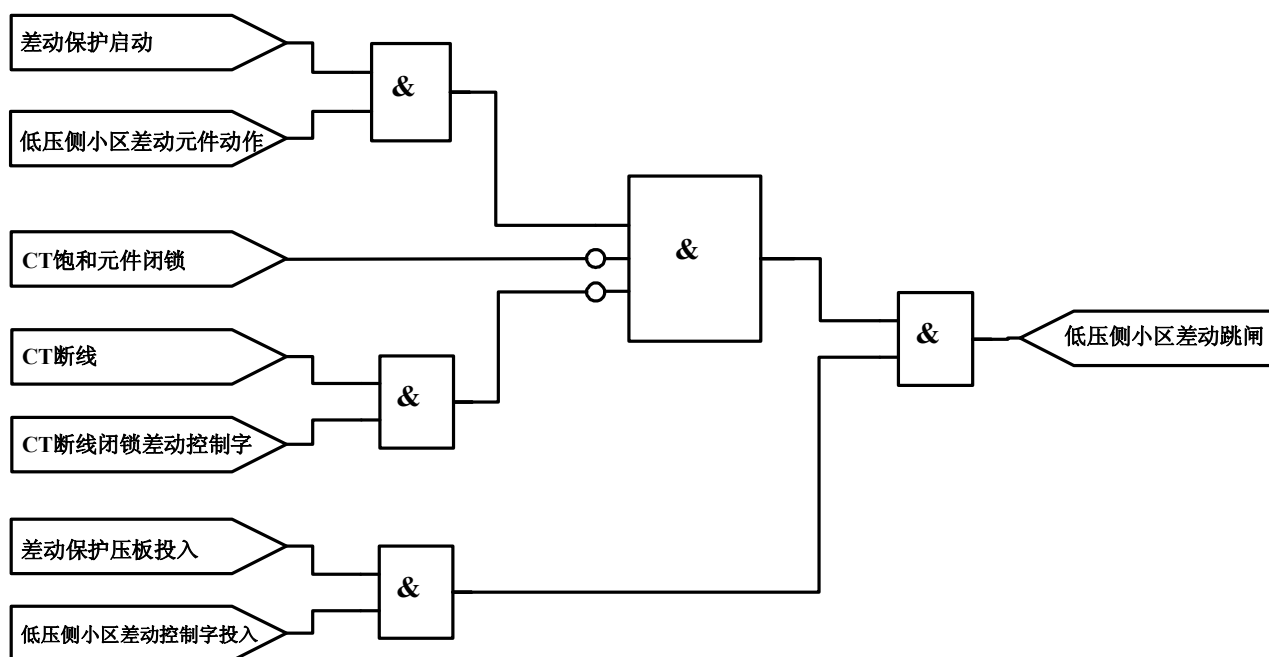 差动保护启动
&
低压侧小区差动元件动作
&
CT饱和元件闭锁
&
低压侧小区差动跳闸
CT断线
&
CT断线闭锁差动控制字
差动保护压板投入
&
低压侧小区差动控制字投入